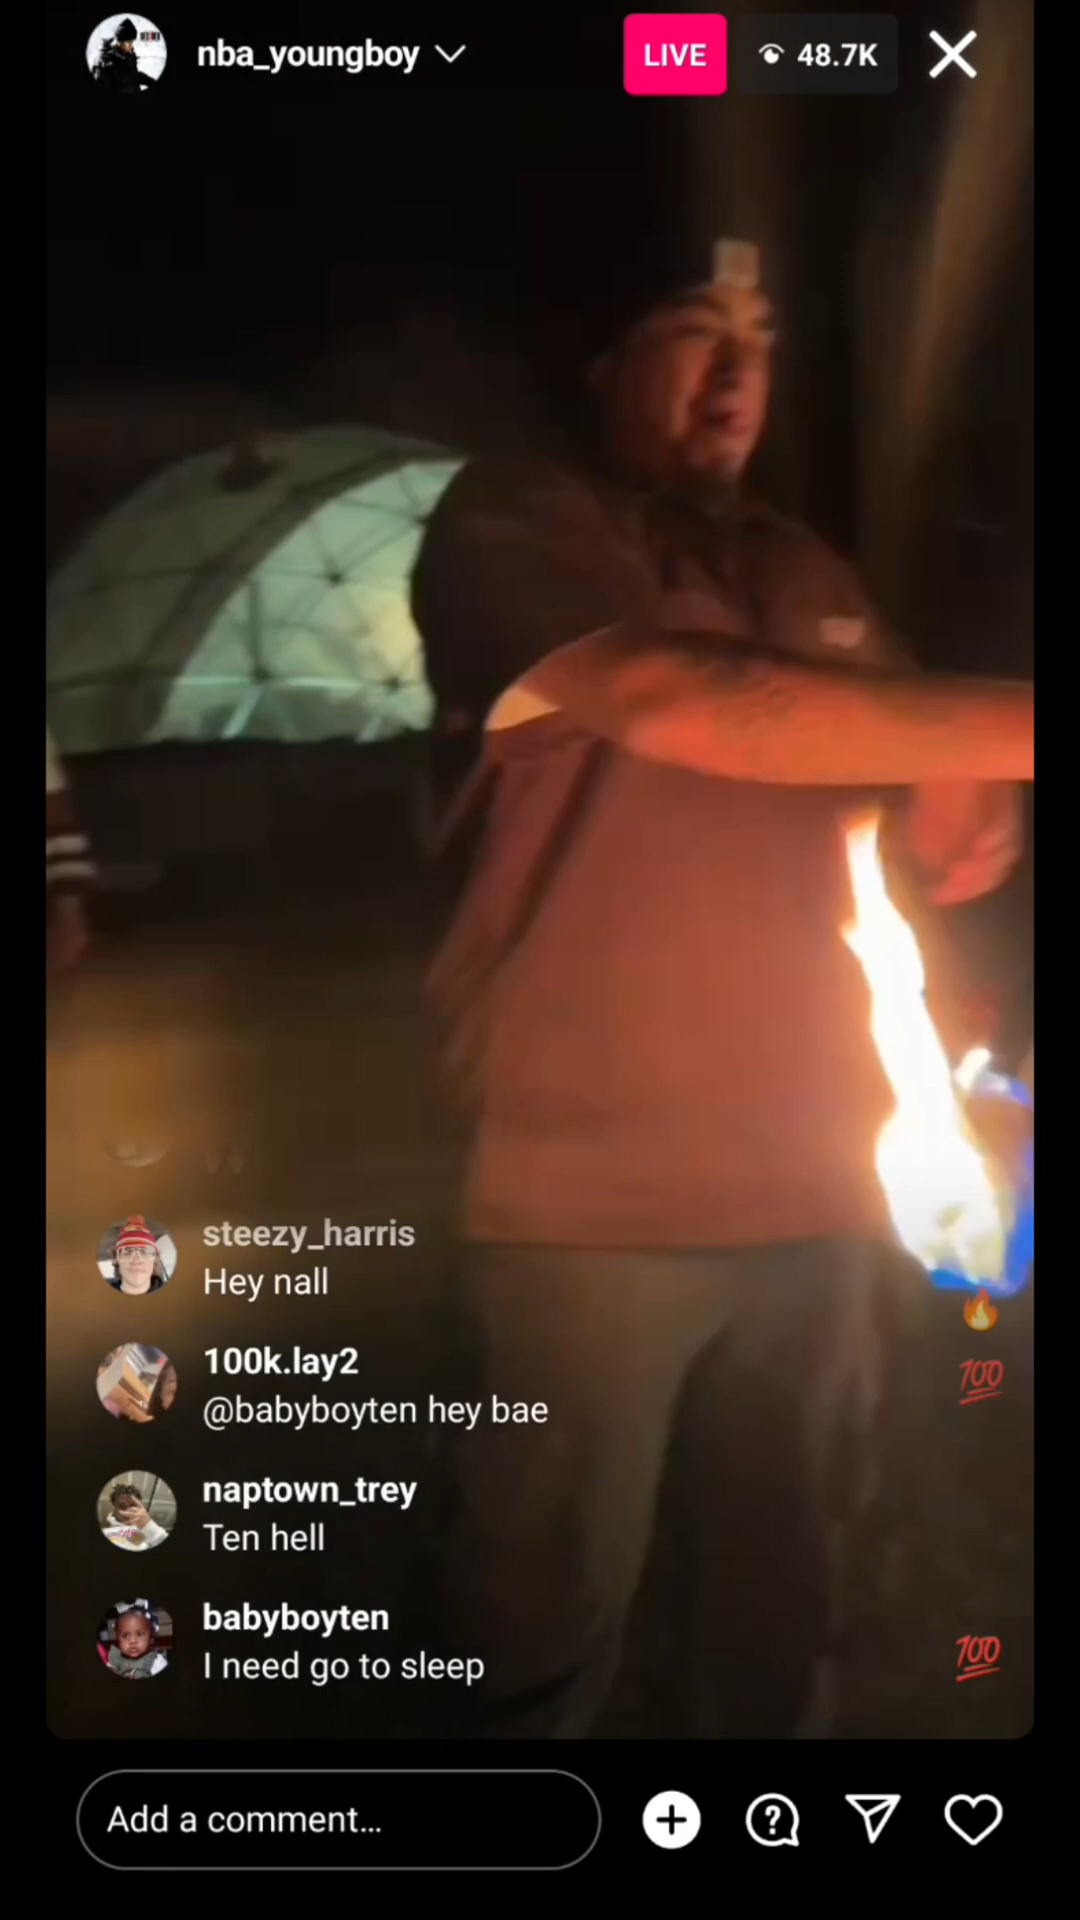 nba_youngboy
LIVE
48.7K
steezy_harris
Hey nall
100k.lay2
@babyboyten hey bae
naptown_trey
Ten hell
babyboyten
I need go to sleep
Add a comment...